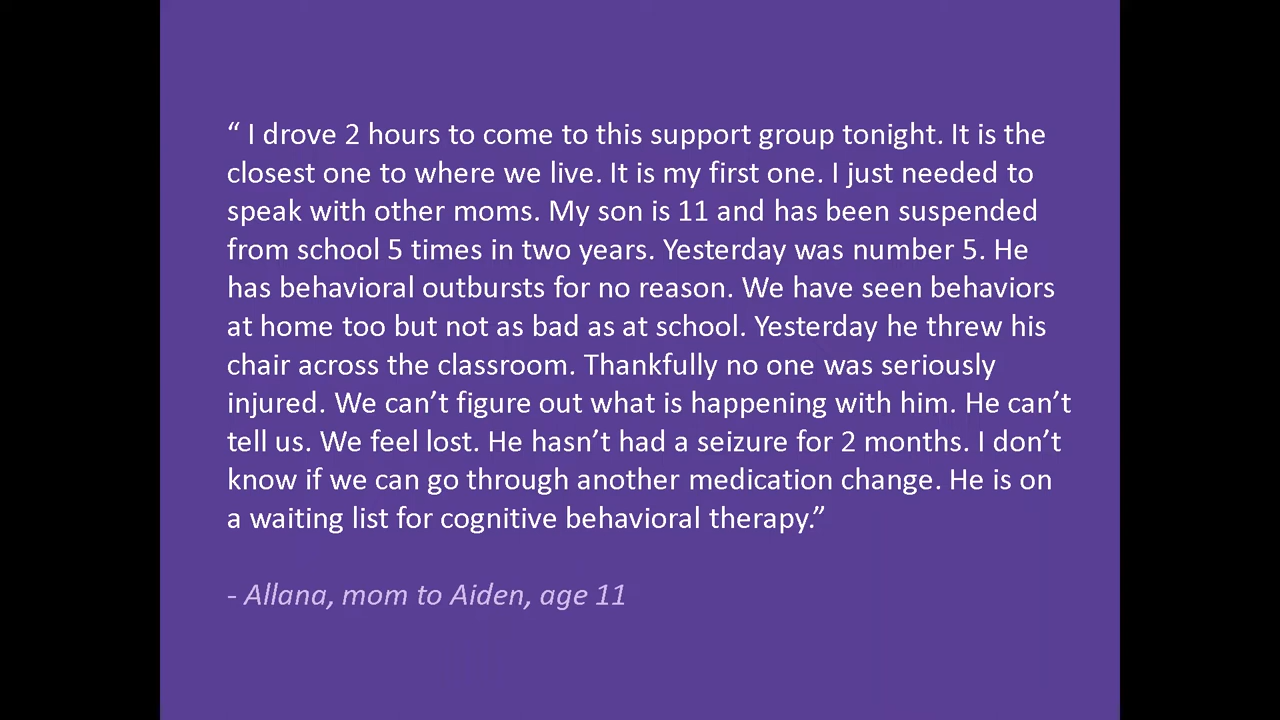 “ I drove 2 hours to come to this support group tonight. It is the
closest one to where we live. It is my first one. I just needed to
speak with other moms. My son is 11 and has been suspended
from school 5 times in two years. Yesterday was number 5. He
has behavioral outbursts for no reason. We have seen behaviors
at home too but not as bad as at school. Yesterday he threw his
chair across the classroom. Thankfully no one was seriously
injured. We can’t figure out what is happening with him. He can’t
tell us. We feel lost. He hasn’t had a seizure for 2 months. I don’t
know if we can go through another medication change. He is on
a waiting list for cognitive behavioral therapy.”
- Allana, mom to Aiden, age 11